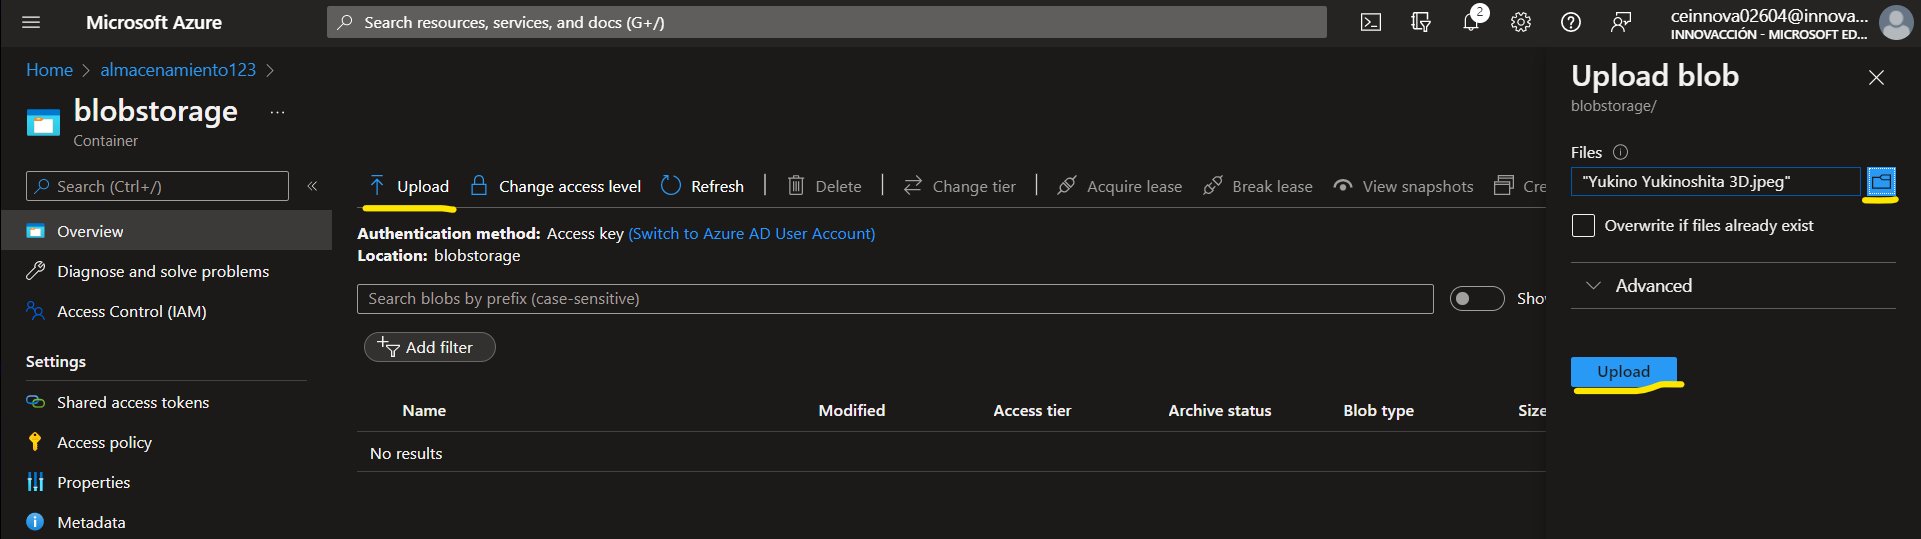 Microsoft Azure
Search resources, services, and docs (G+/)
2
ceinnova02604@innova...
INNOVACCIÓN - MICROSOFT ED...
Home > almacenamiento123 >
blobstorage ...
Container
Search (Ctrl+/) «
Overview
Diagnose and solve problems
Access Control (IAM)
Settings
Shared access tokens
Access policy
Properties
Metadata
Upload Change access level Refresh | Delete Change tier Acquire lease Break lease View snapshots Cre
Authentication method: Access key (Switch to Azure AD User Account)
Location: blobstorage
Search blobs by prefix (case-sensitive) Sho
Add filter
Name Modified Access tier Archive status Blob type Size
No results
Upload blob
blobstorage/
Files
"Yukino Yukinoshita 3D.jpeg"
Overwrite if files already exist
Advanced
Upload